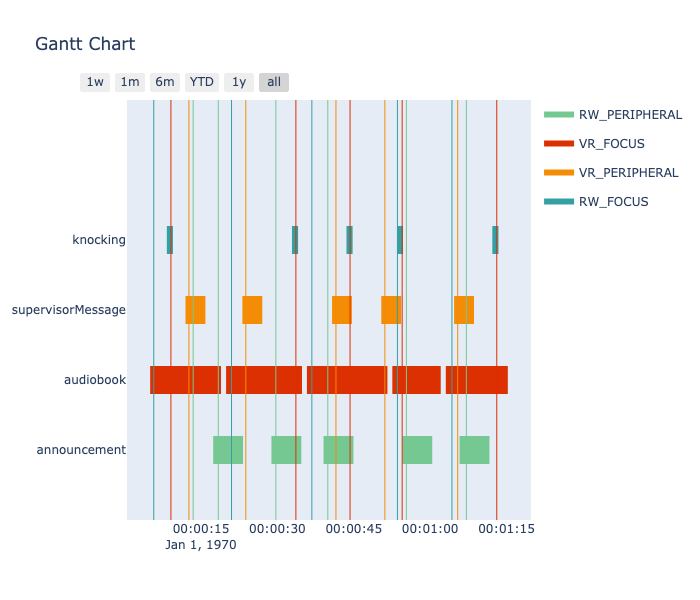 Gantt Chart
1w 1m 6m YTD 1y all
RW_PERIPHERAL
VR_FOCUS
VR_PERIPHERAL
RW_FOCUS
knocking
supervisorMessage
audiobook
announcement
00:00:15 00:00:30 00:00:45 00:01:00 00:01:15
Jan 1, 1970